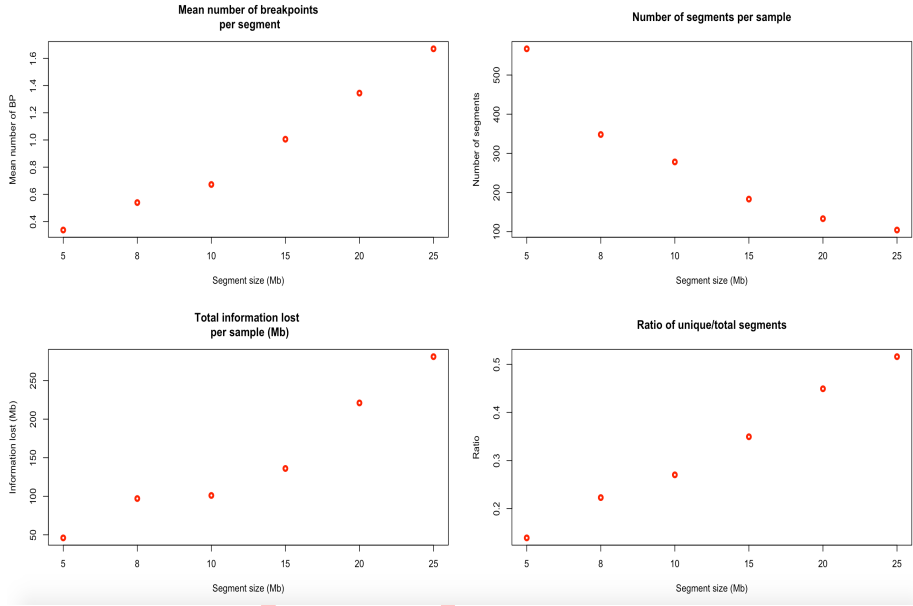 Mean number of breakpoints
per segment
Mean number of BP
1.6
1.4
1.2
1.0
0.8
0.6
0.4
5 8 10 15 20 25
Segment size (Mb)
Number of segments per sample
Number of segments
500
400
300
200
100
5 8 10 15 20 25
Segment size (Mb)
Total information lost
per sample (Mb)
Information lost (Mb)
250
200
150
100
50
5 8 10 15 20 25
Segment size (Mb)
Ratio of unique/total segments
Ratio
0.5
0.4
0.3
0.2
5 8 10 15 20 25
Segment size (Mb)